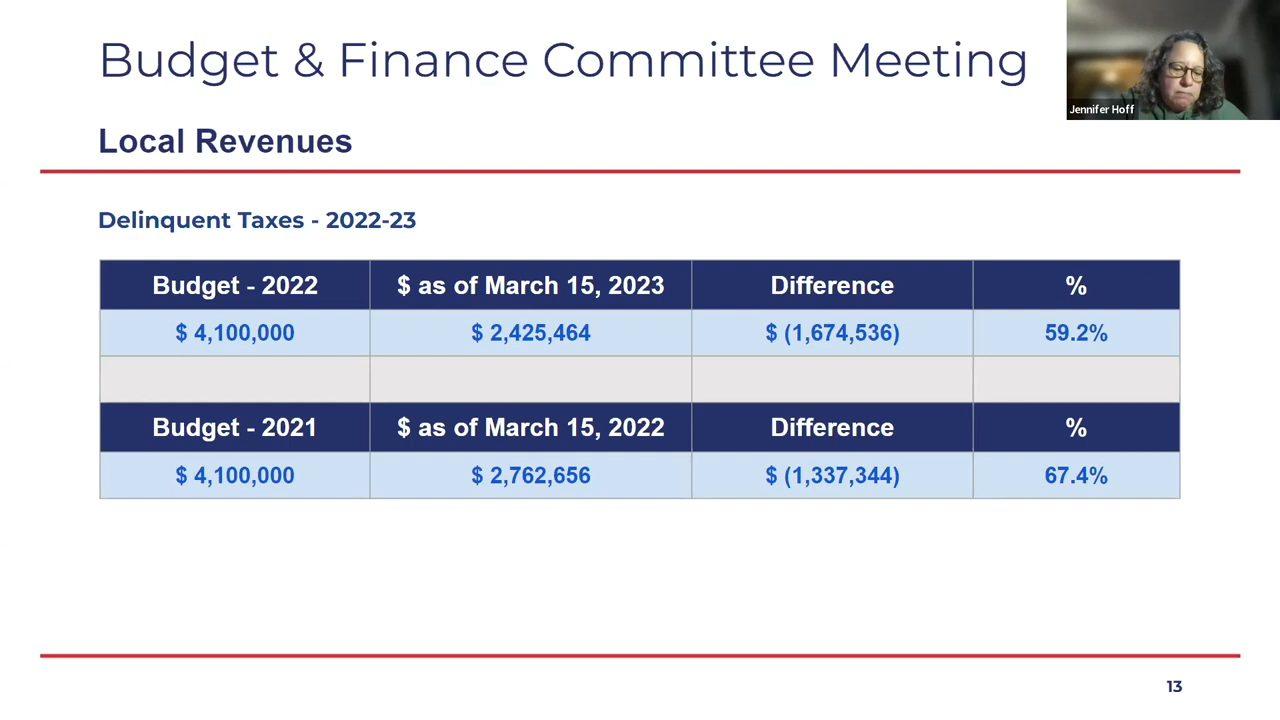 Budget & Finance Committee Meeting
Jennifer Hoff
Local Revenues
Delinquent Taxes - 2022-23
Budget - 2022 $ as of March 15, 2023 Difference %
$ 4,100,000 $ 2,425,464 $ (1,674,536) 59.2%
Budget - 2021 $ as of March 15, 2022 Difference %
$ 4,100,000 $ 2,762,656 $ (1,337,344) 67.4%
13